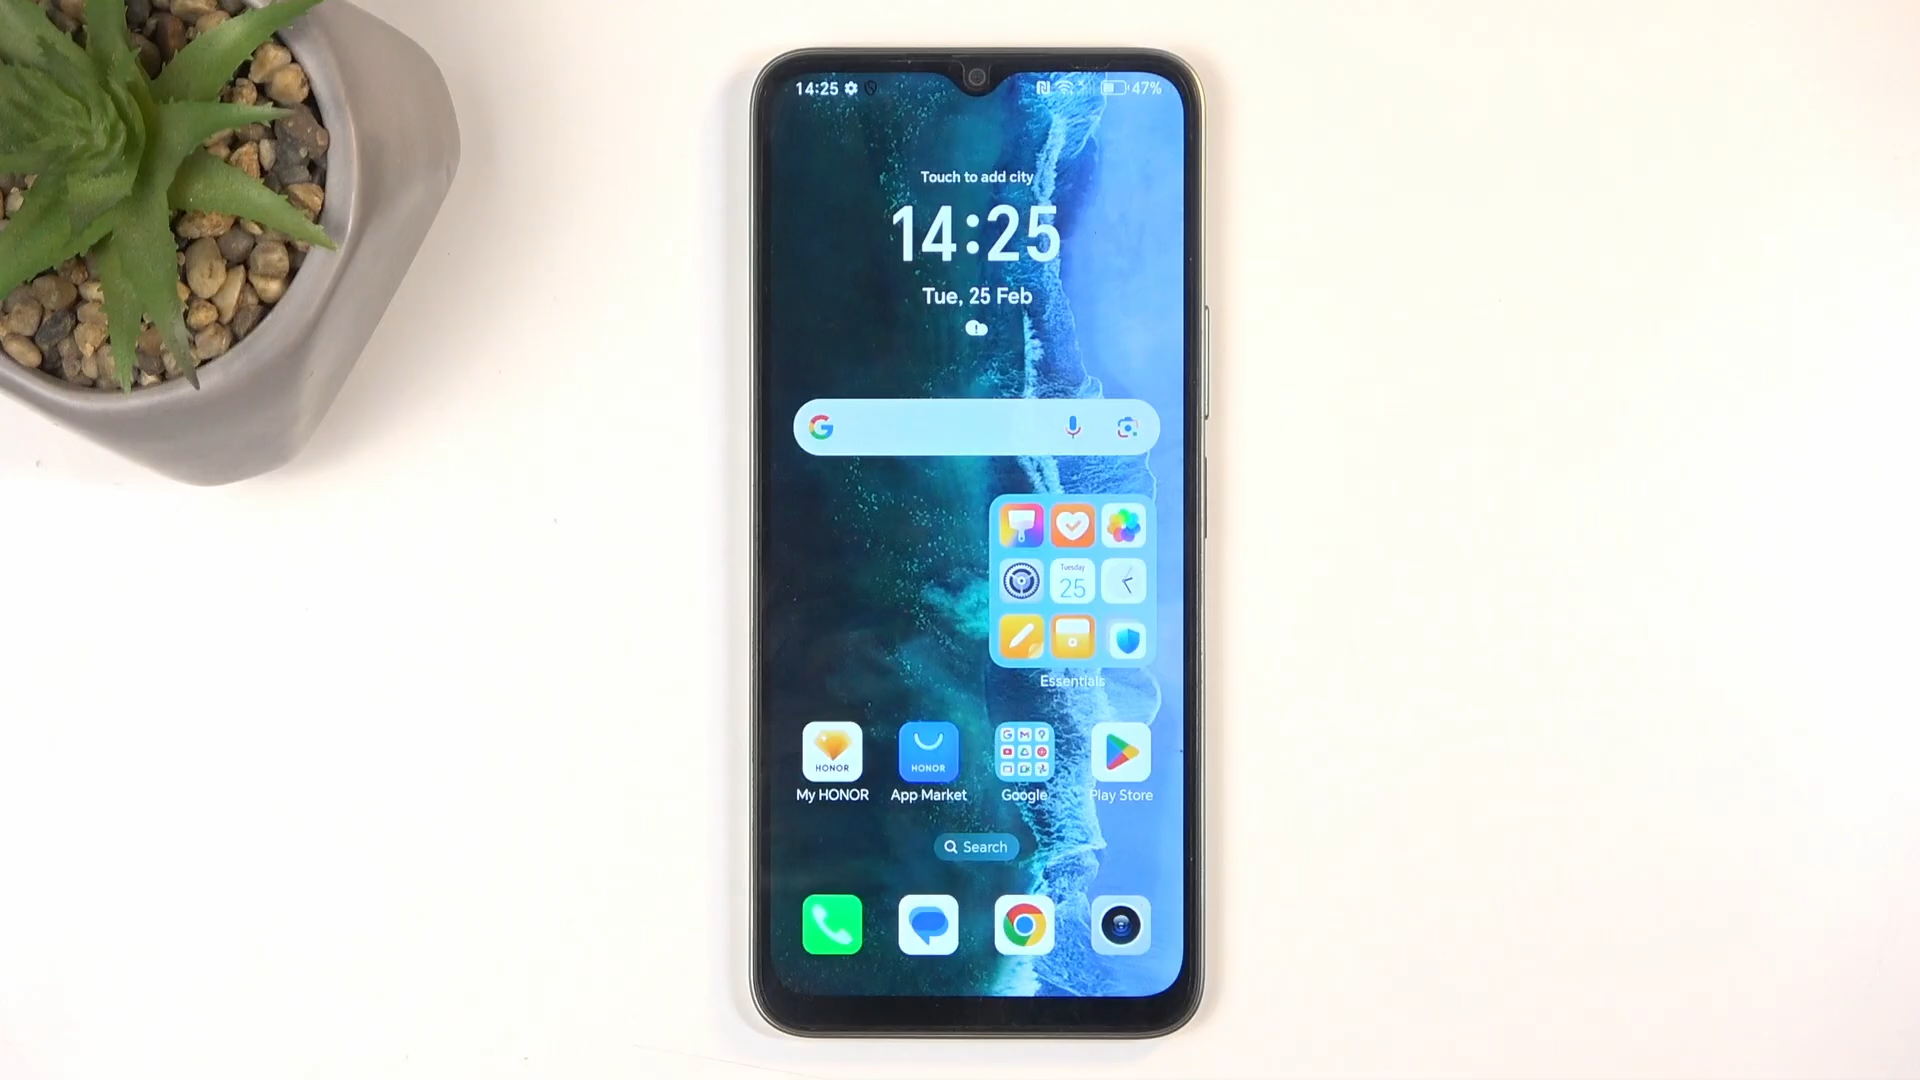 14:25
47%
Touch to add city
14:25
Tue, 25 Feb
Tuesday
25
Essentials
HONOR
HONOR
My HONOR
App Market
Google
Play Store
Search